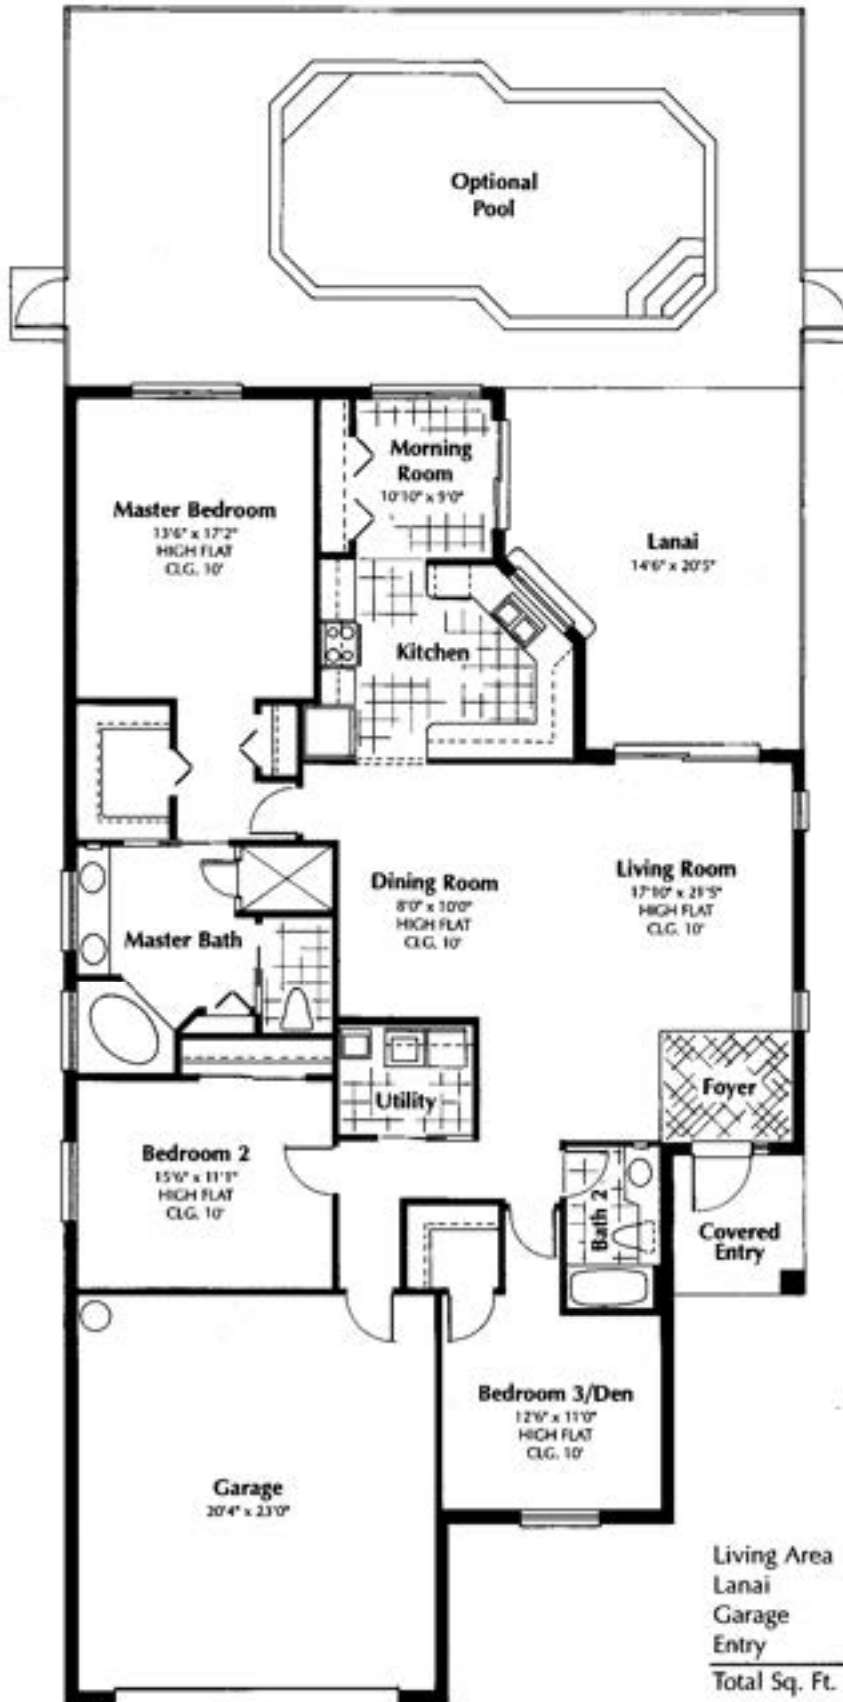 Optional
Pool
Morning
Room
10'10" x 9'0"
Master Bedroom
13'6" x 17'2"
HIGH FLAT
CLG. 10'
Lanai
14'6" x 20'5"
Kitchen
Dining Room
8'0" x 10'0"
HIGH FLAT
CLG. 10'
Living Room
17'10" x 21'5"
HIGH FLAT
CLG. 10'
Master Bath
Foyer
Utility
Bedroom 2
15'6" x 11'1"
HIGH FLAT
CLG. 10'
Bath 2
Covered
Entry
Bedroom 3/Den
12'6" x 11'0"
HIGH FLAT
CLG. 10'
Garage
20'4" x 23'0"
Living Area
Lanai
Garage
Entry
Total Sq. Ft.